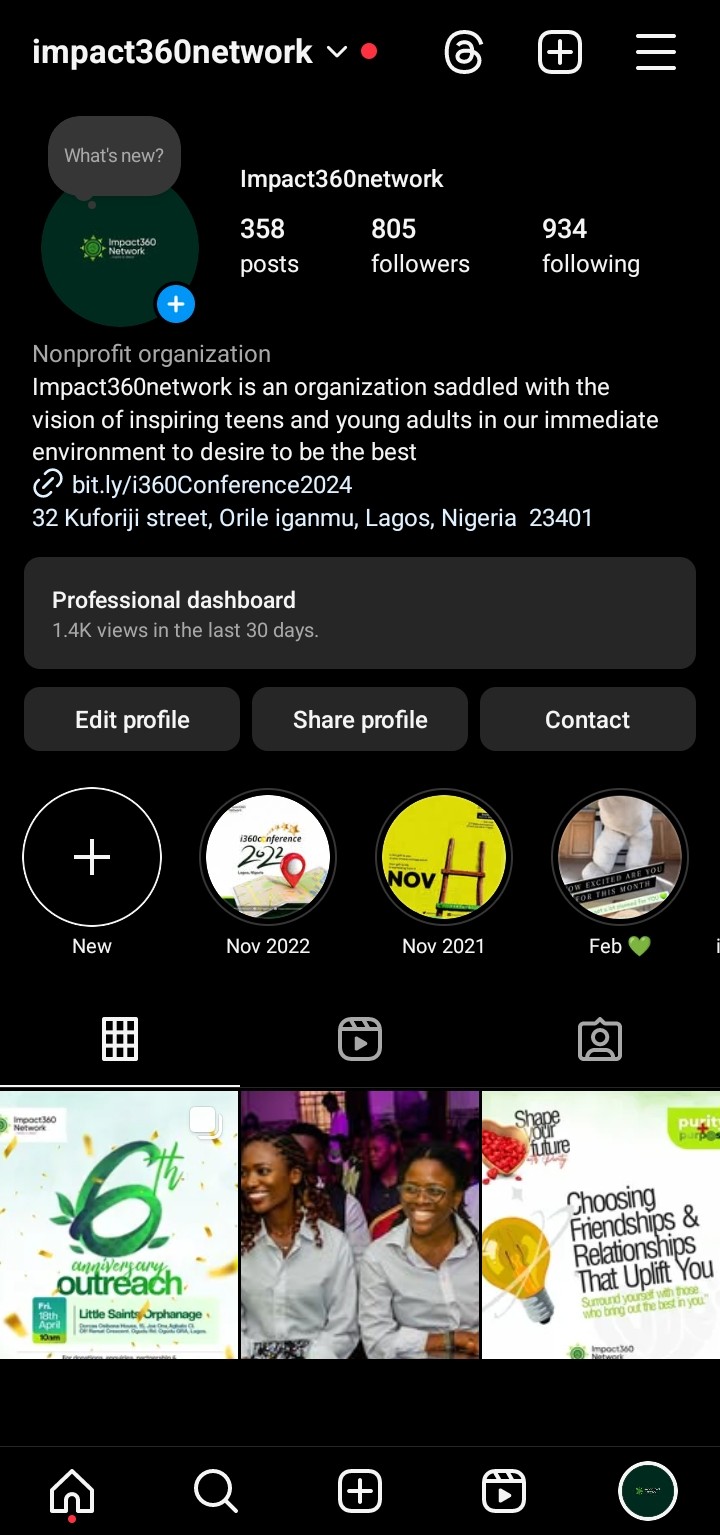 impact360network
What's new?
Impact360
Network
Impact360network
358
posts
805
followers
934
following
Nonprofit organization
Impact360network is an organization saddled with the
vision of inspiring teens and young adults in our immediate
environment to desire to be the best
bit.ly/i360Conference2024
32 Kuforiji street, Orile iganmu, Lagos, Nigeria  23401
Professional dashboard
1.4K views in the last 30 days.
Edit profile
Share profile
Contact
i360conference
2022
Lagos, Nigeria
NOV
OW EXCITED ARE YOU
FOR THIS MONTH
New
Nov 2022
Nov 2021
Feb 💚
Impact360
Network
6th
anniversary
outreach
Fri.
18th
April
10am
Little Saints Orphanage
Shape
your
future
with Purity
purity
purpos
Choosing
Friendships &
Relationships
That Uplift You
Surround yourself with those
who bring out the best in you."
Impact360
Network